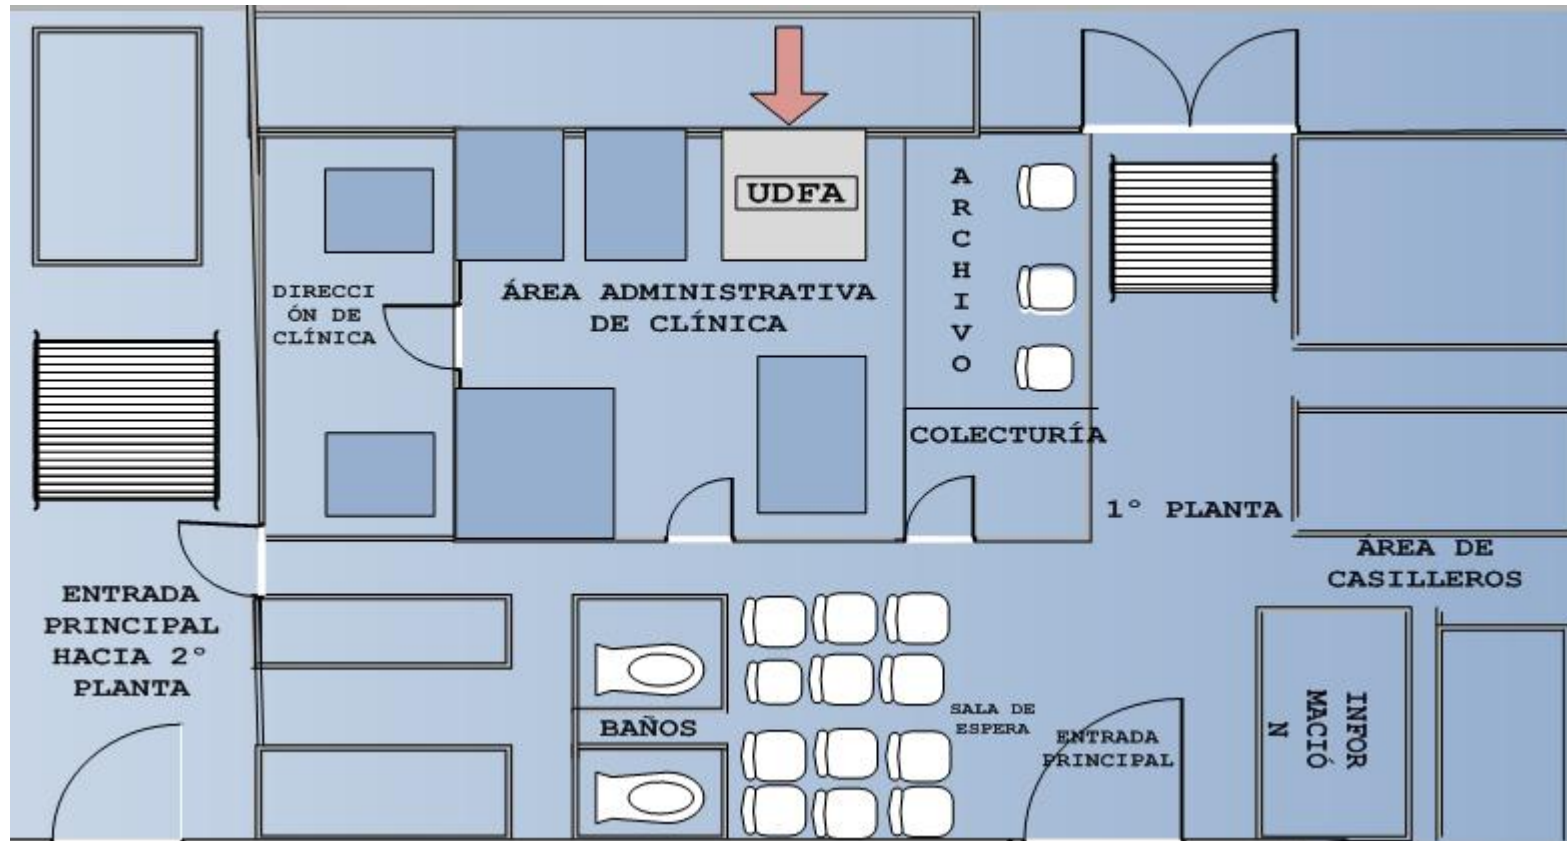 UDFA
DIRECCI
ÓN DE
CLÍNICA
ÁREA ADMINISTRATIVA
DE CLÍNICA
A
R
C
H
I
V
O
COLECTURÍA
1° PLANTA
ÁREA DE
CASILLEROS
ENTRADA
PRINCIPAL
HACIA 2°
PLANTA
BAÑOS
SALA DE
ESPERA
ENTRADA
PRINCIPAL
INFOR
MACIÓ
N